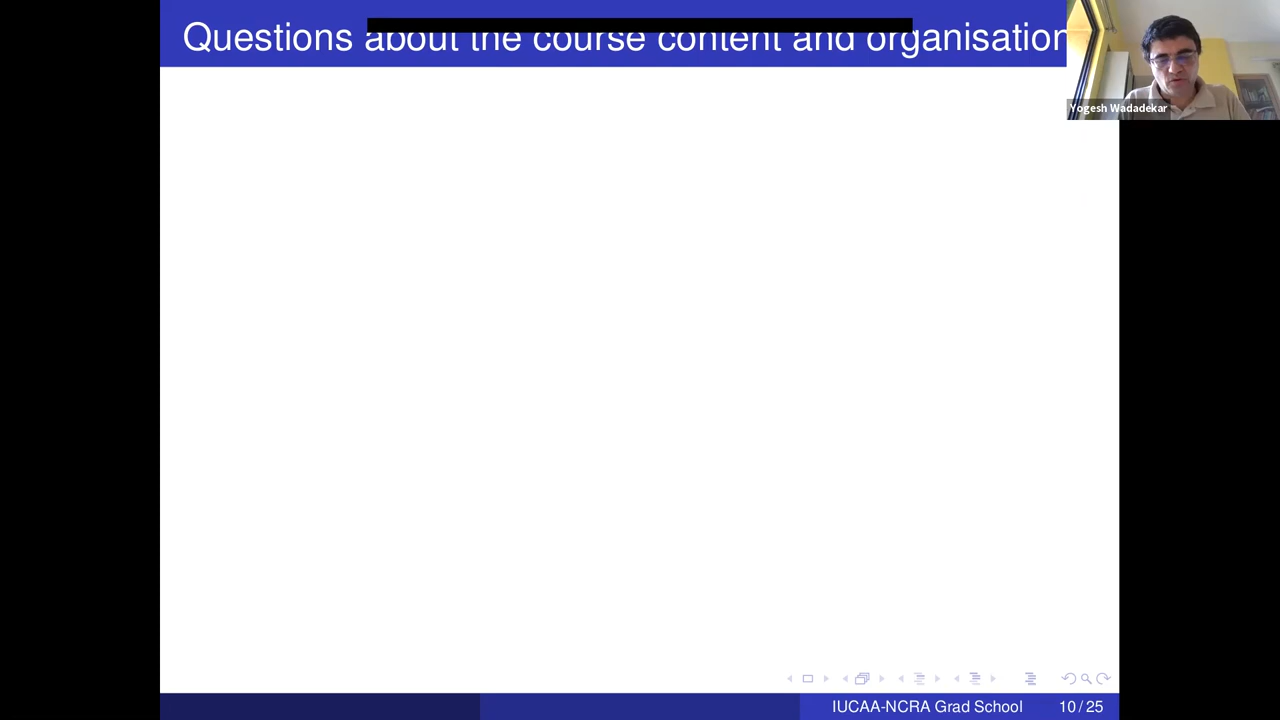 Questions about the course content and organisation
Yogesh Wadadekar
IUCAA-NCRA Grad School 10 / 25